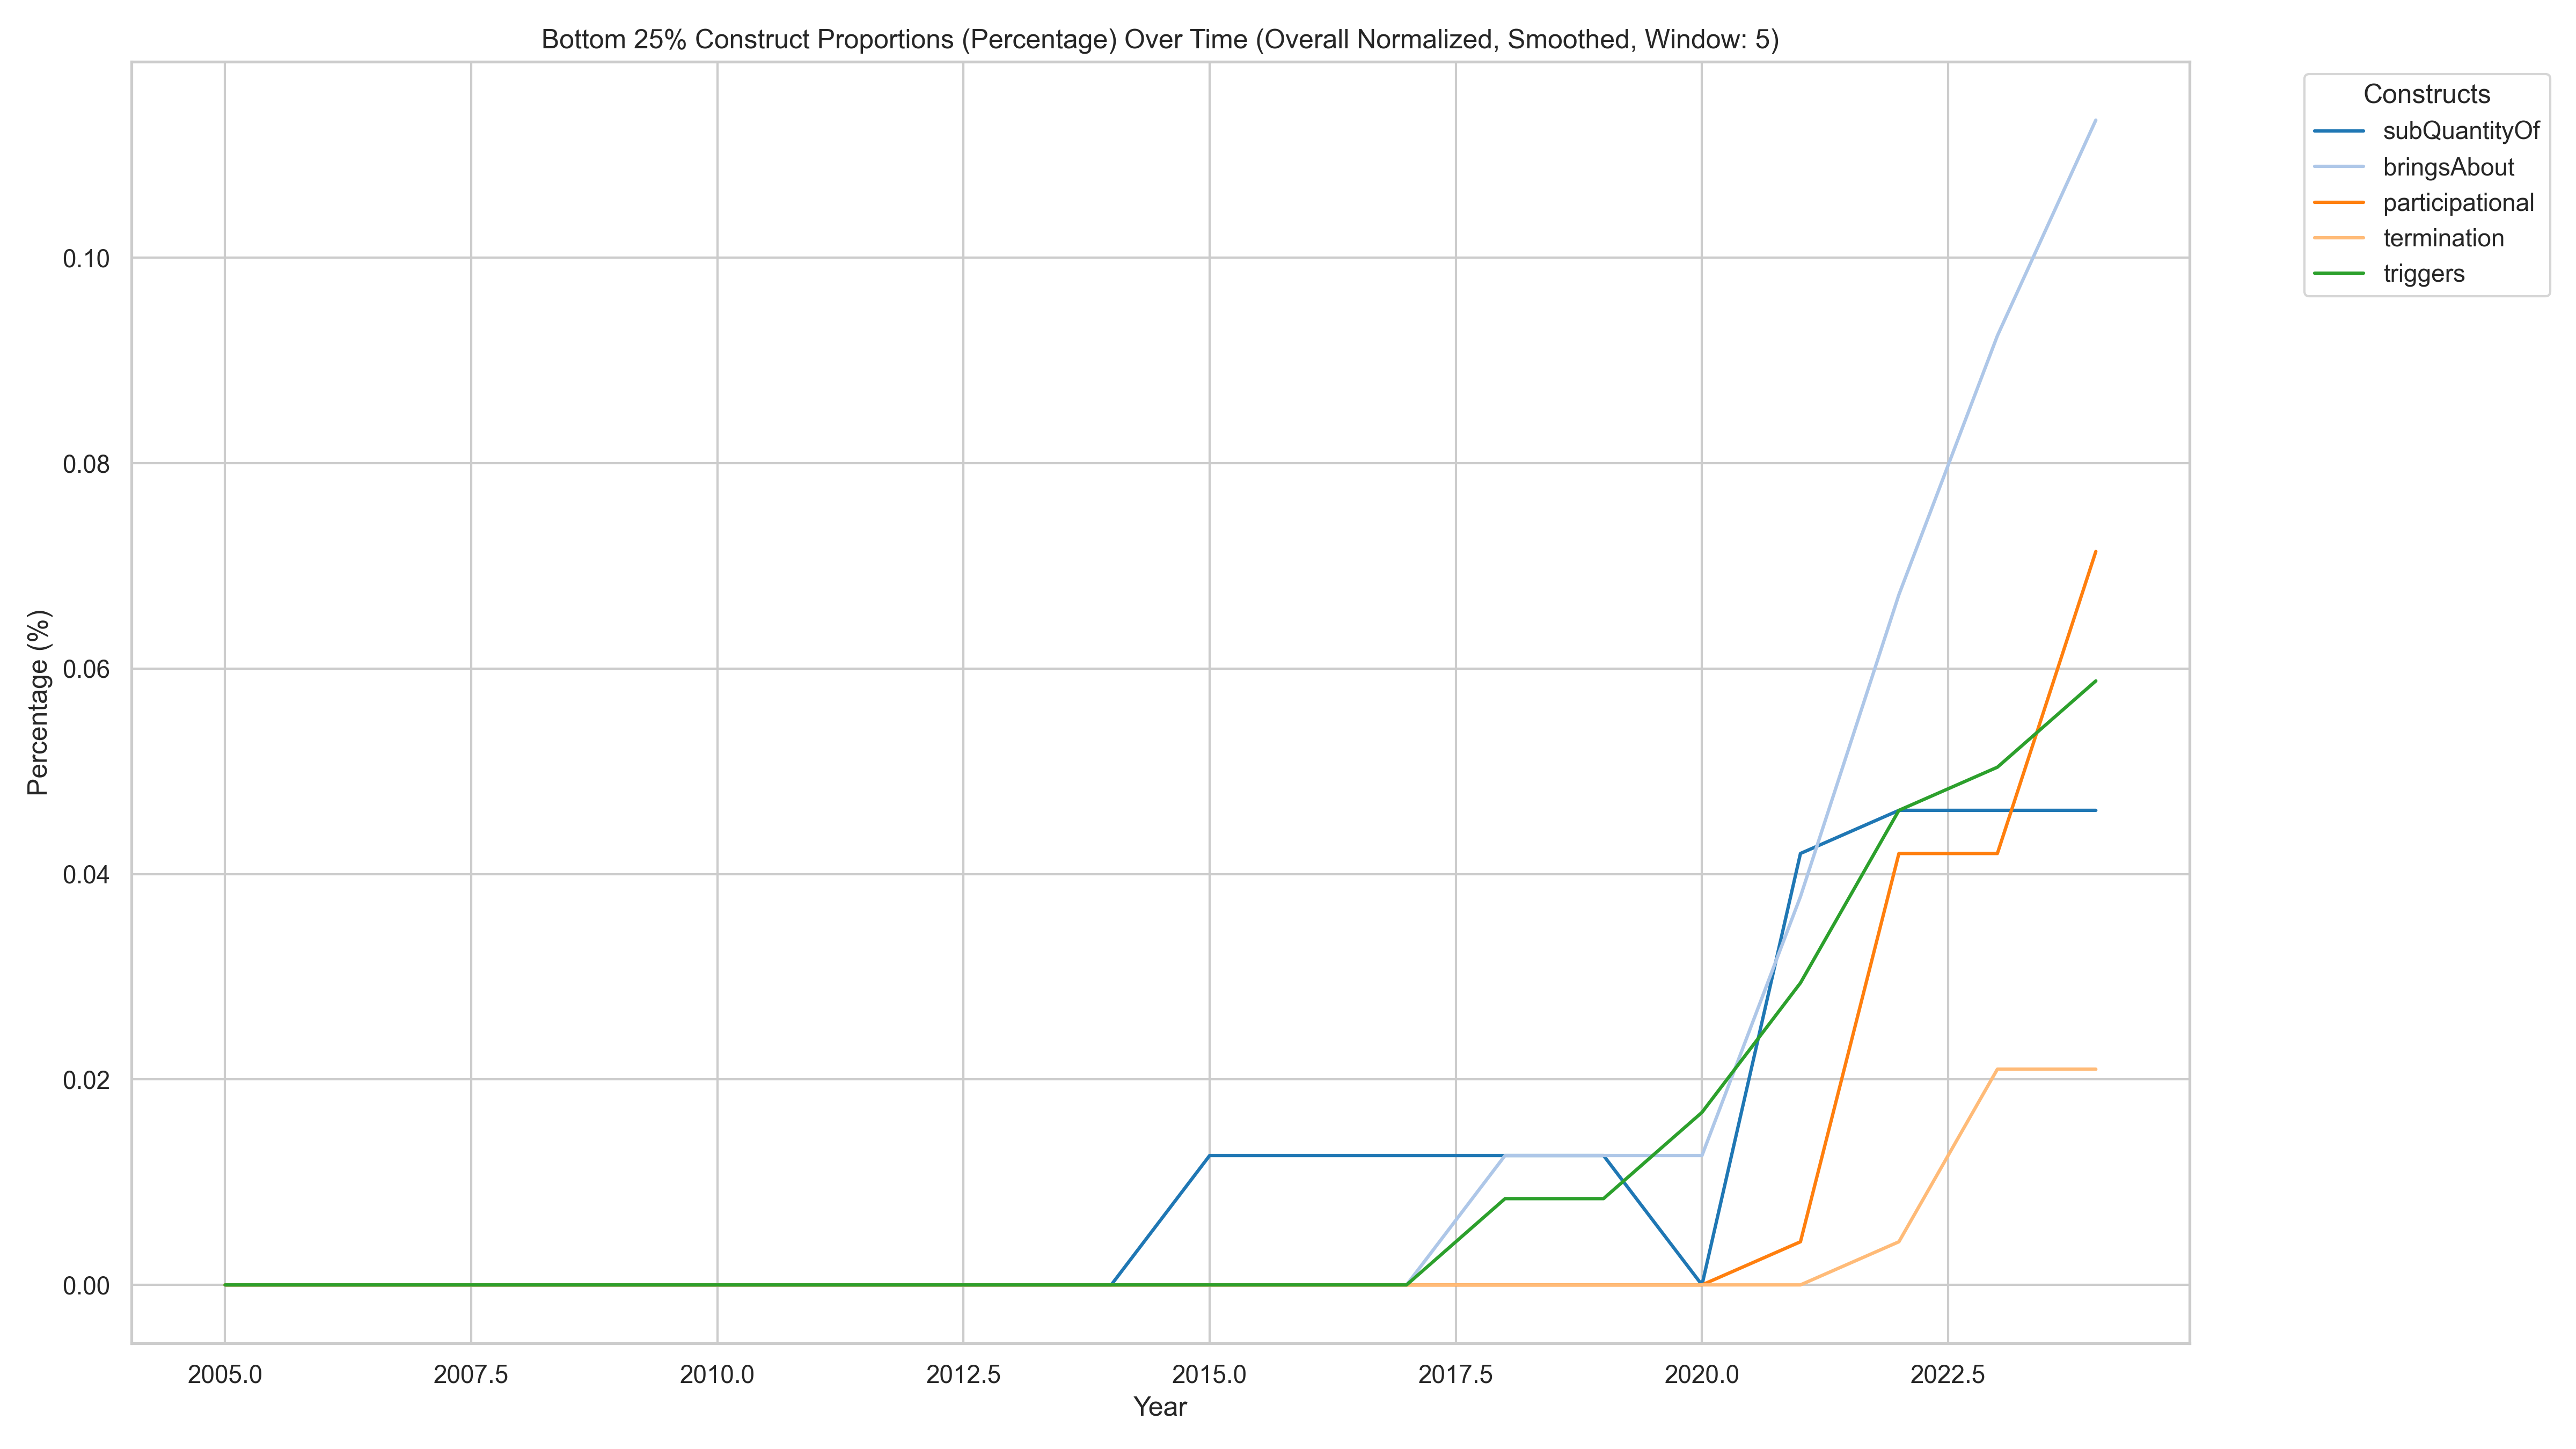 Bottom 25% Construct Proportions (Percentage) Over Time (Overall Normalized, Smoothed, Window: 5)
Constructs
subQuantityOf
bringsAbout
participational
termination
triggers
Percentage (%)
0.10
0.08
0.06
0.04
0.02
0.00
2005.0
2007.5
2010.0
2012.5
2015.0
2017.5
2020.0
2022.5
Year